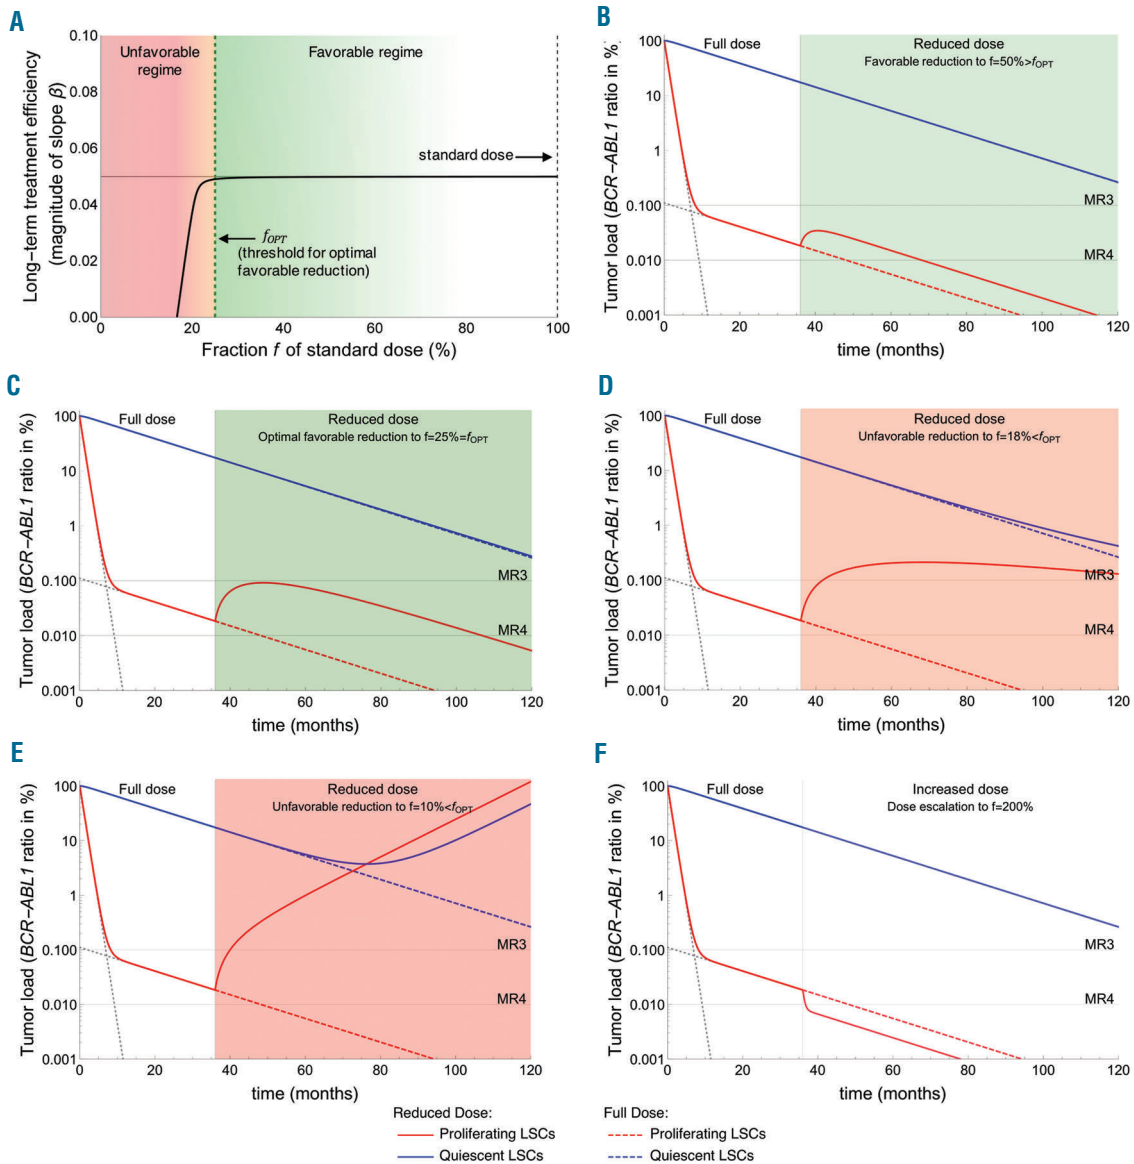 A
Long−term treatment efficiency
(magnitude of slope β)
0.10
0.08
0.06
0.04
0.02
0.00
Unfavorable
regime
Favorable regime
standard dose
fOPT
(threshold for optimal
favorable reduction)
0
20
40
60
80
100
Fraction f of standard dose (%)
B
Tumor load (BCR−ABL1 ratio in %)
100
10
1
0.100
0.010
0.001
Full dose
Reduced dose
Favorable reduction to f=50%>fOPT
MR3
MR4
0
20
40
60
80
100
120
time (months)
C
Tumor load (BCR−ABL1 ratio in %)
100
10
1
0.100
0.010
0.001
Full dose
Reduced dose
Optimal favorable reduction to f=25%=fOPT
MR3
MR4
0
20
40
60
80
100
120
time (months)
D
Tumor load (BCR−ABL1 ratio in %)
100
10
1
0.100
0.010
0.001
Full dose
Reduced dose
Unfavorable reduction to f=18%<fOPT
MR3
MR4
0
20
40
60
80
100
120
time (months)
E
Tumor load (BCR−ABL1 ratio in %)
100
10
1
0.100
0.010
0.001
Full dose
Reduced dose
Unfavorable reduction to f=10%<fOPT
MR3
MR4
0
20
40
60
80
100
120
time (months)
F
Tumor load (BCR−ABL1 ratio in %)
100
10
1
0.100
0.010
0.001
Full dose
Increased dose
Dose escalation to f=200%
MR3
MR4
0
20
40
60
80
100
120
time (months)
Reduced Dose:
Proliferating LSCs
Quiescent LSCs
Full Dose:
Proliferating LSCs
Quiescent LSCs